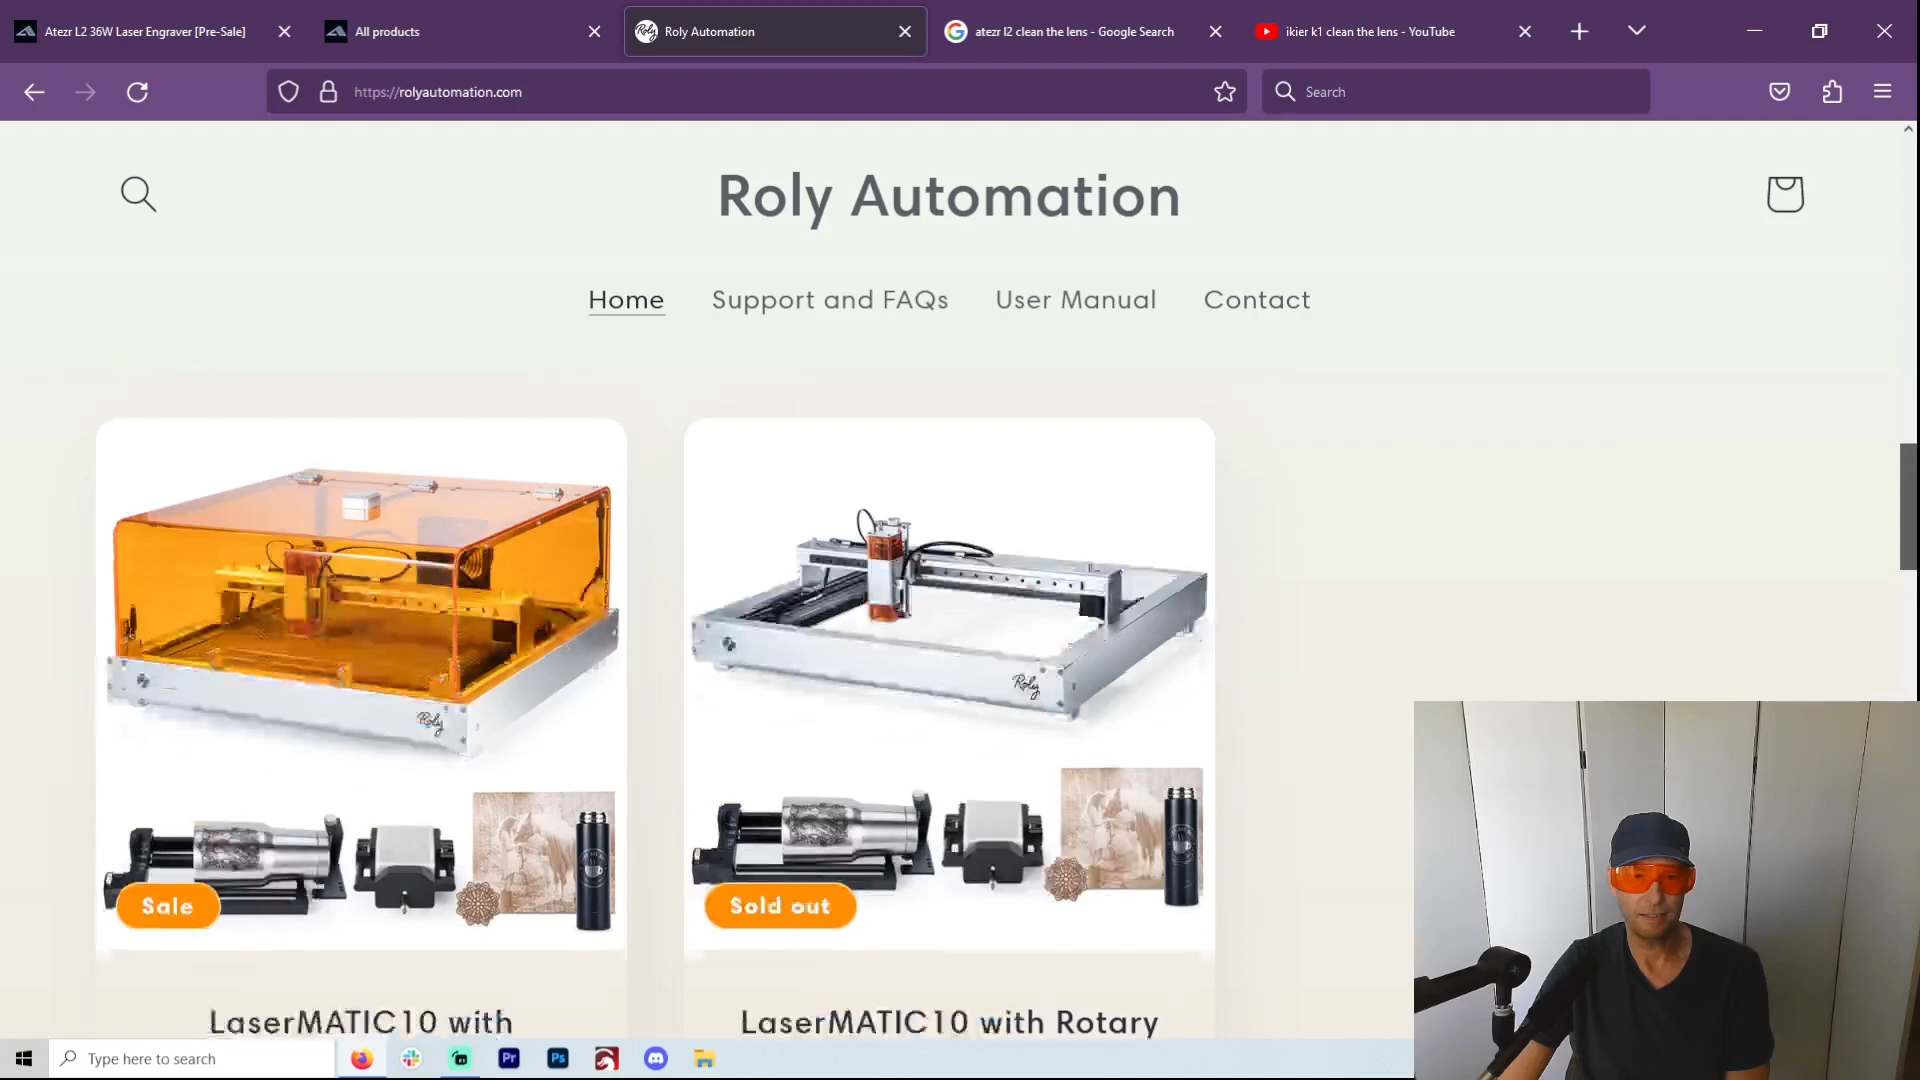 Atezr L2 36W Laser Engraver [Pre-Sale]
All products
Roly Automation
atezr l2 clean the lens - Google Search
ikier k1 clean the lens - YouTube
https://rolyautomation.com
Search
Roly Automation
Home
Support and FAQs
User Manual
Contact
Roly
Roly
Sale
Sold out
LaserMATIC10 with
LaserMATIC10 with Rotary
Type here to search